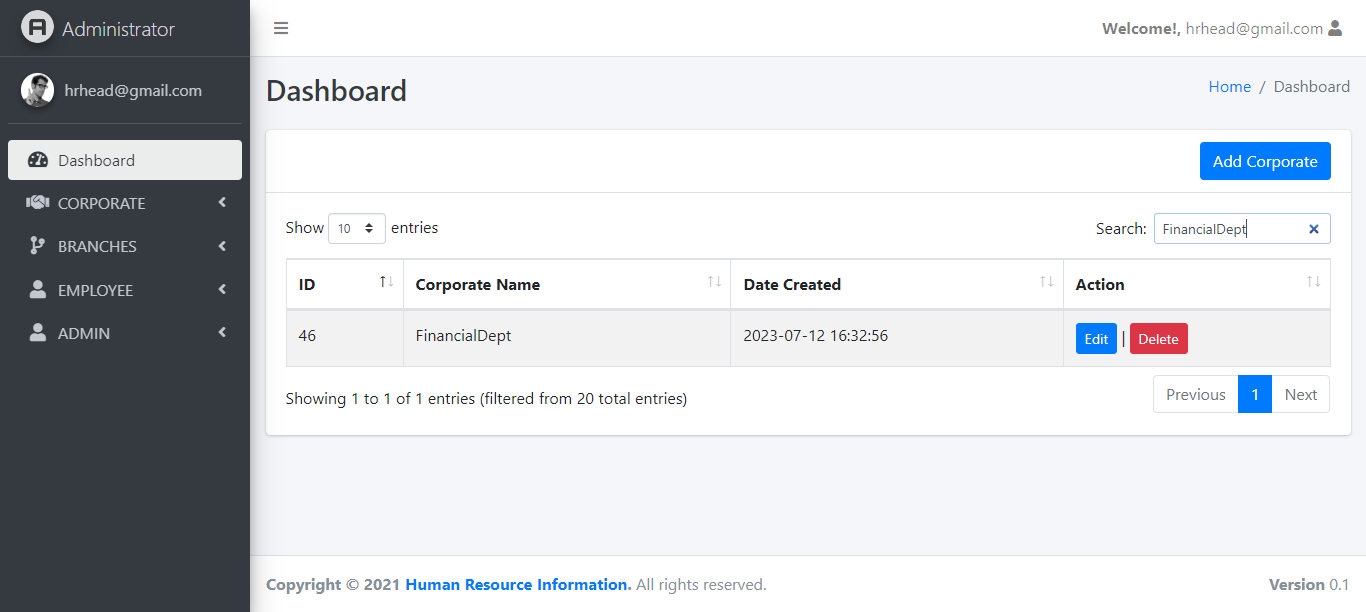 Administrator
Welcome!, hrhead@gmail.com
hrhead@gmail.com
Dashboard
Home / Dashboard
Dashboard
CORPORATE
BRANCHES
EMPLOYEE
ADMIN
Add Corporate
Show 10 entries
Search: FinancialDept
ID Corporate Name Date Created Action
46 FinancialDept 2023-07-12 16:32:56 Edit | Delete
Showing 1 to 1 of 1 entries (filtered from 20 total entries)
Previous 1 Next
Copyright © 2021 Human Resource Information. All rights reserved.
Version 0.1